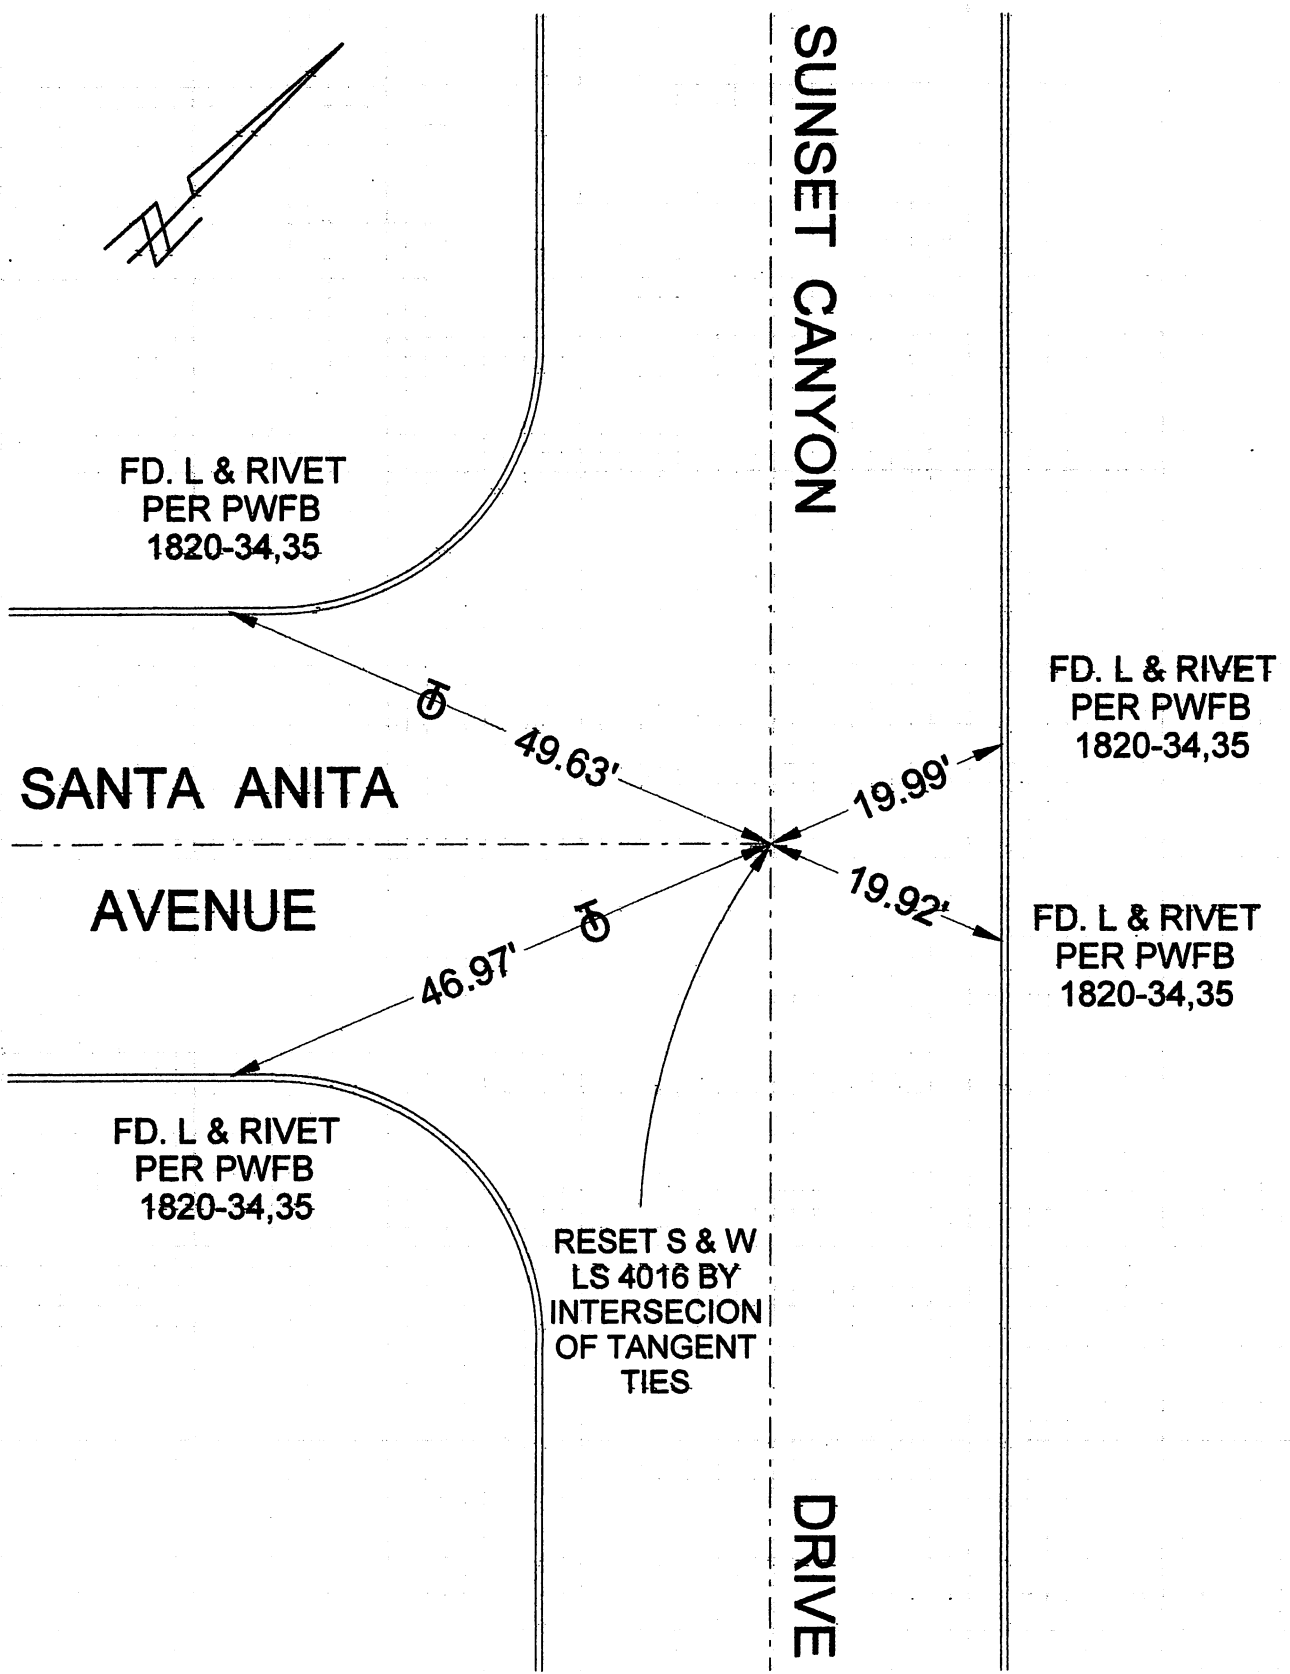 SUNSET CANYON
DRIVE
N
FD. L & RIVET
PER PWFB
1820-34,35
49.63'
SANTA ANITA
AVENUE
19.99'
FD. L & RIVET
PER PWFB
1820-34,35
19.92'
FD. L & RIVET
PER PWFB
1820-34,35
46.97'
FD. L & RIVET
PER PWFB
1820-34,35
RESET S & W
LS 4016 BY
INTERSECION
OF TANGENT
TIES